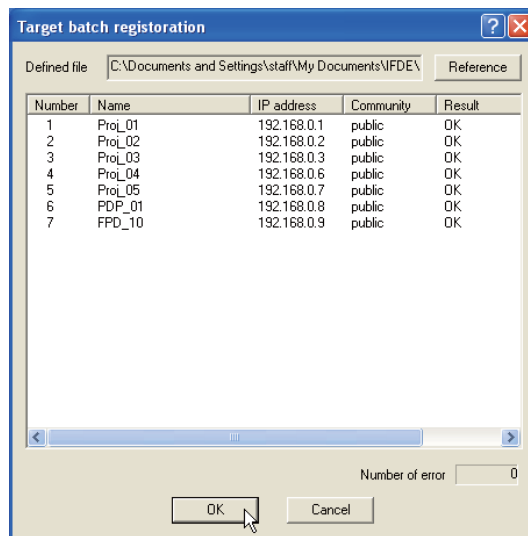 Target batch registoration
Defined file C:\Documents and Settings\staff\My Documents\IFDE\ Reference
Number Name IP address Community Result
1 Proj_01 192.168.0.1 public OK
2 Proj_02 192.168.0.2 public OK
3 Proj_03 192.168.0.3 public OK
4 Proj_04 192.168.0.6 public OK
5 Proj_05 192.168.0.7 public OK
6 PDP_01 192.168.0.8 public OK
7 FPD_10 192.168.0.9 public OK
Number of error 0
OK Cancel